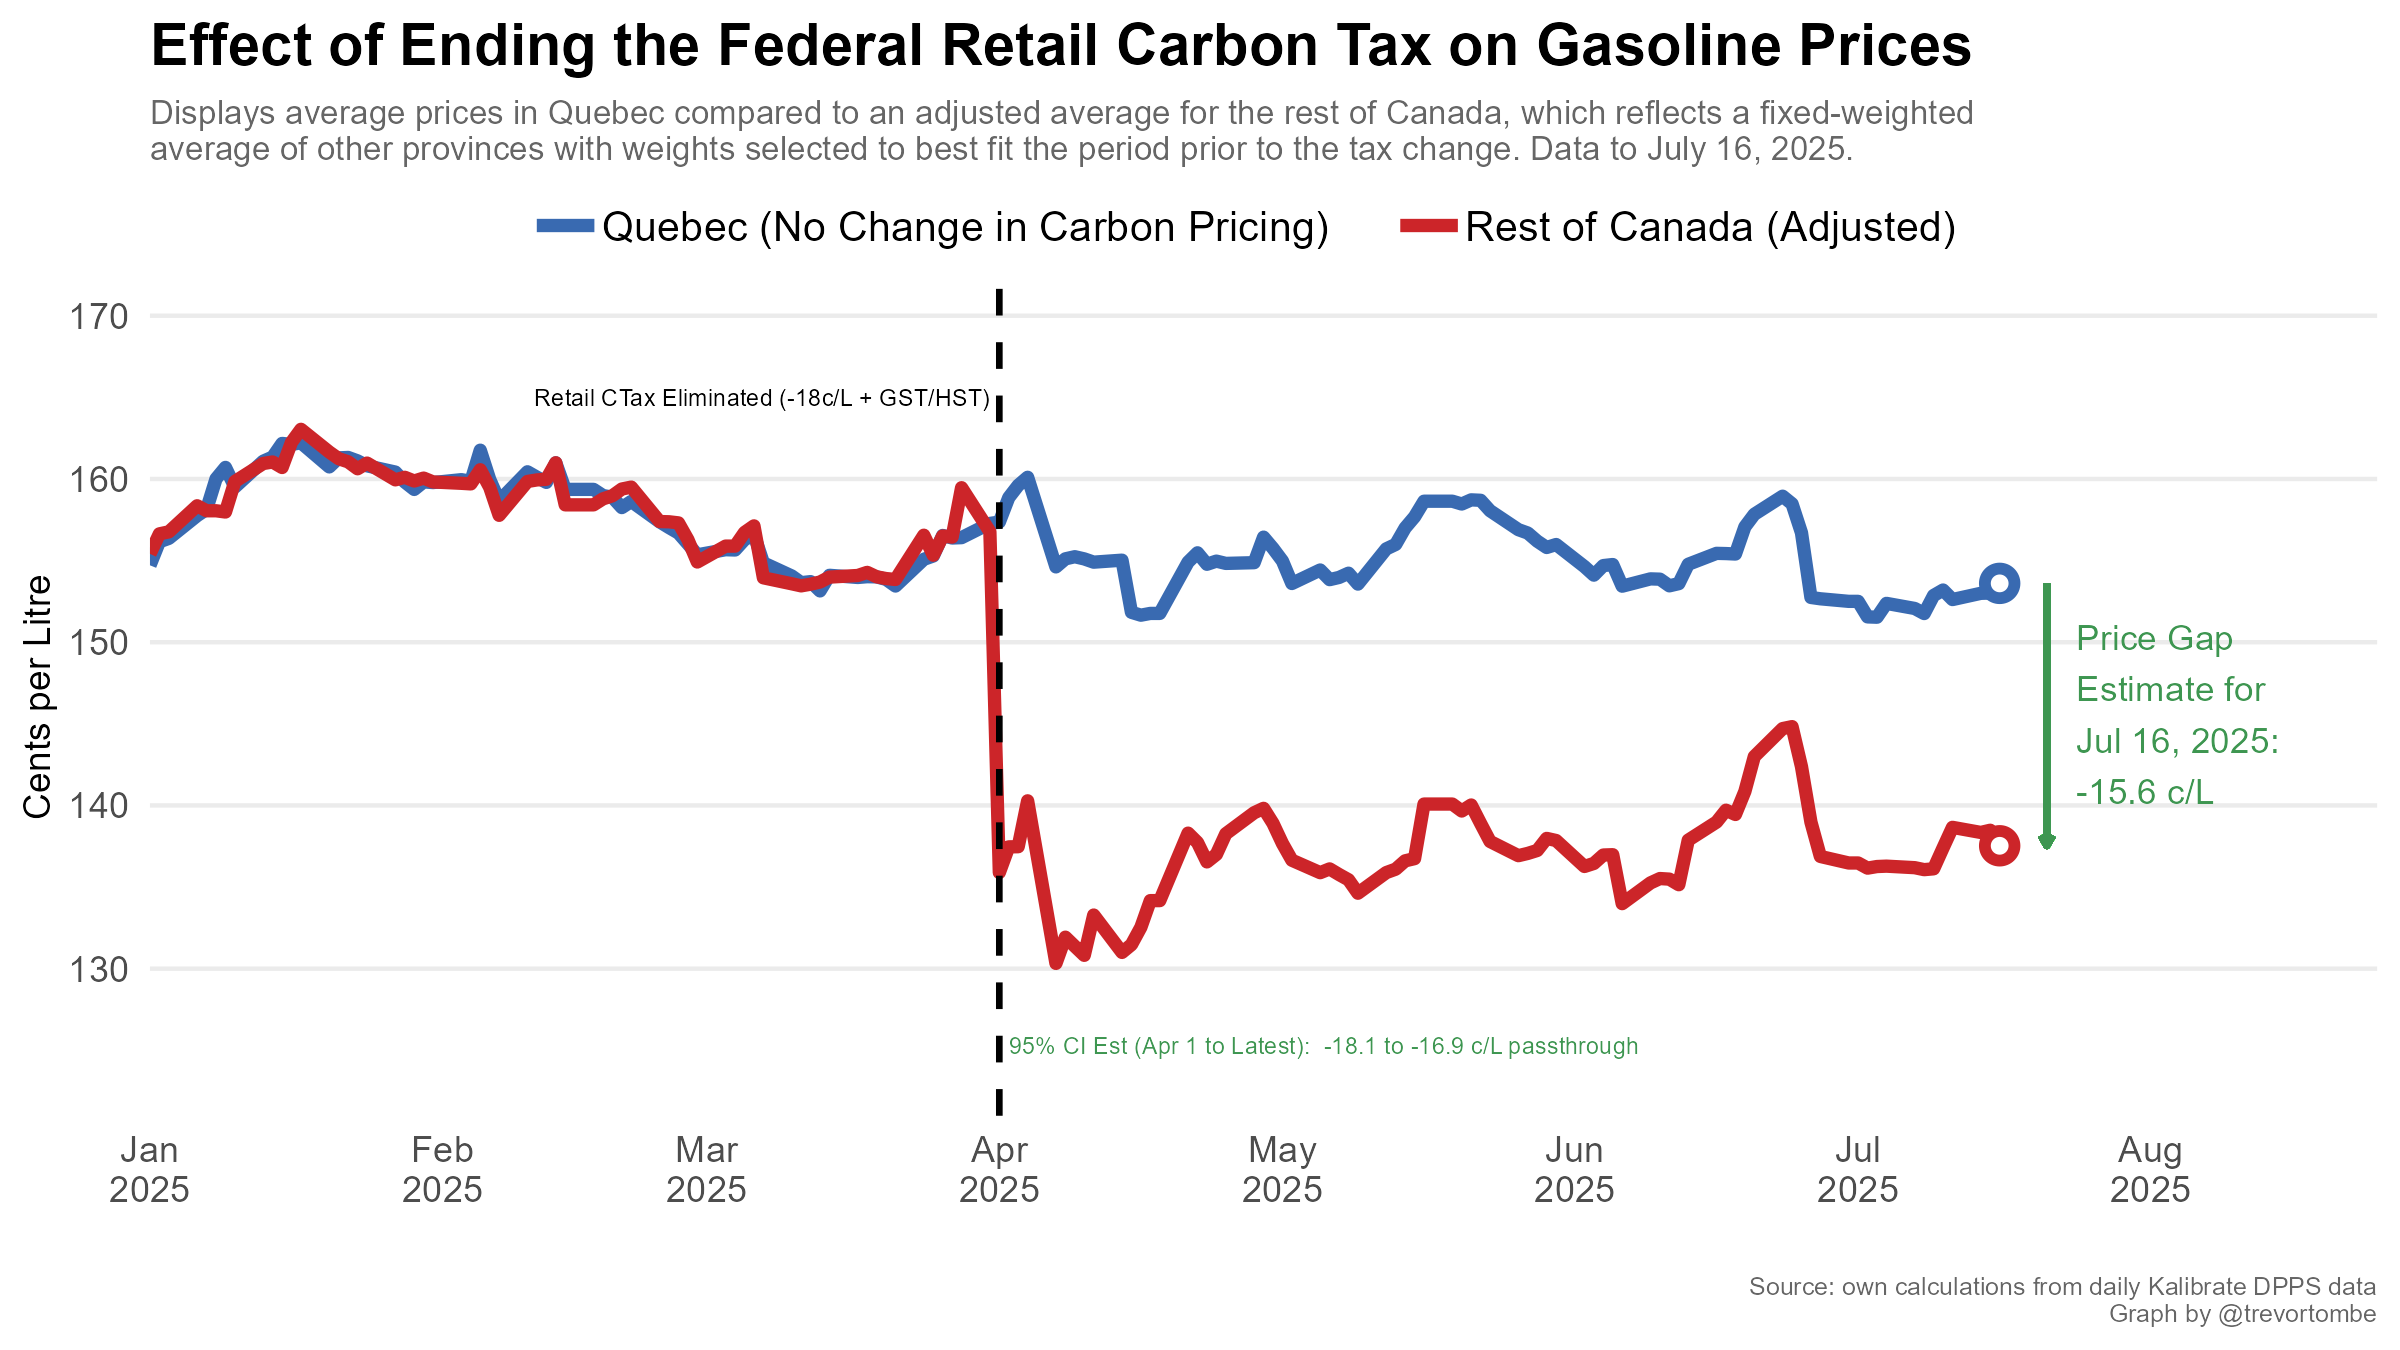 Effect of Ending the Federal Retail Carbon Tax on Gasoline Prices
Displays average prices in Quebec compared to an adjusted average for the rest of Canada, which reflects a fixed-weighted
average of other provinces with weights selected to best fit the period prior to the tax change. Data to July 16, 2025.
Quebec (No Change in Carbon Pricing)
Rest of Canada (Adjusted)
Cents per Litre
170
160
150
140
130
Retail CTax Eliminated (-18c/L + GST/HST)
Price Gap
Estimate for
Jul 16, 2025:
-15.6 c/L
95% CI Est (Apr 1 to Latest):  -18.1 to -16.9 c/L passthrough
Jan
2025
Feb
2025
Mar
2025
Apr
2025
May
2025
Jun
2025
Jul
2025
Aug
2025
Source: own calculations from daily Kalibrate DPPS data
Graph by @trevortombe